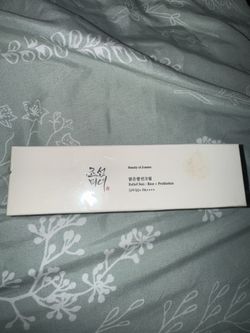 조선
미녀
Beauty of Joseon
맑은쌀선크림
Relief Sun : Rice + Probiotics
SPF50+ PA++++